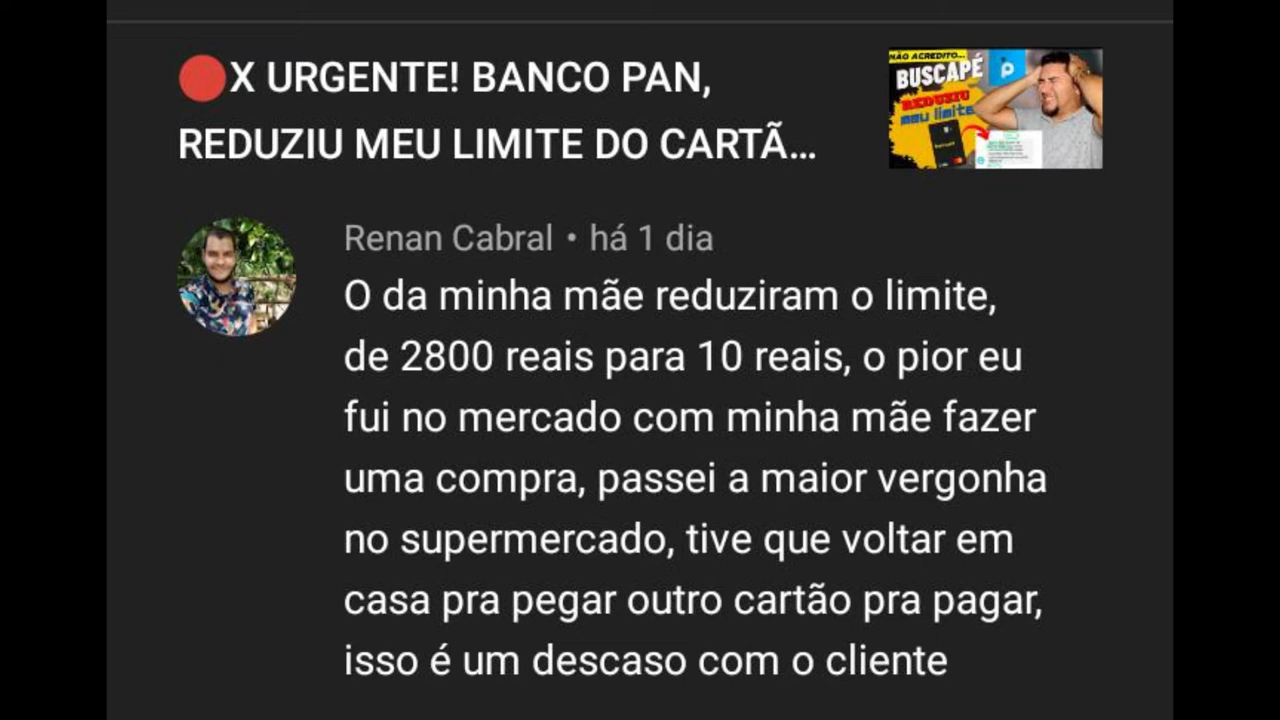 🔴X URGENTE! BANCO PAN,
REDUZIU MEU LIMITE DO CARTÃ...
NÃO ACREDITO...
BUSCAPÉ
REDUZIU
meu limite
Renan Cabral • há 1 dia
O da minha mãe reduziram o limite,
de 2800 reais para 10 reais, o pior eu
fui no mercado com minha mãe fazer
uma compra, passei a maior vergonha
no supermercado, tive que voltar em
casa pra pegar outro cartão pra pagar,
isso é um descaso com o cliente